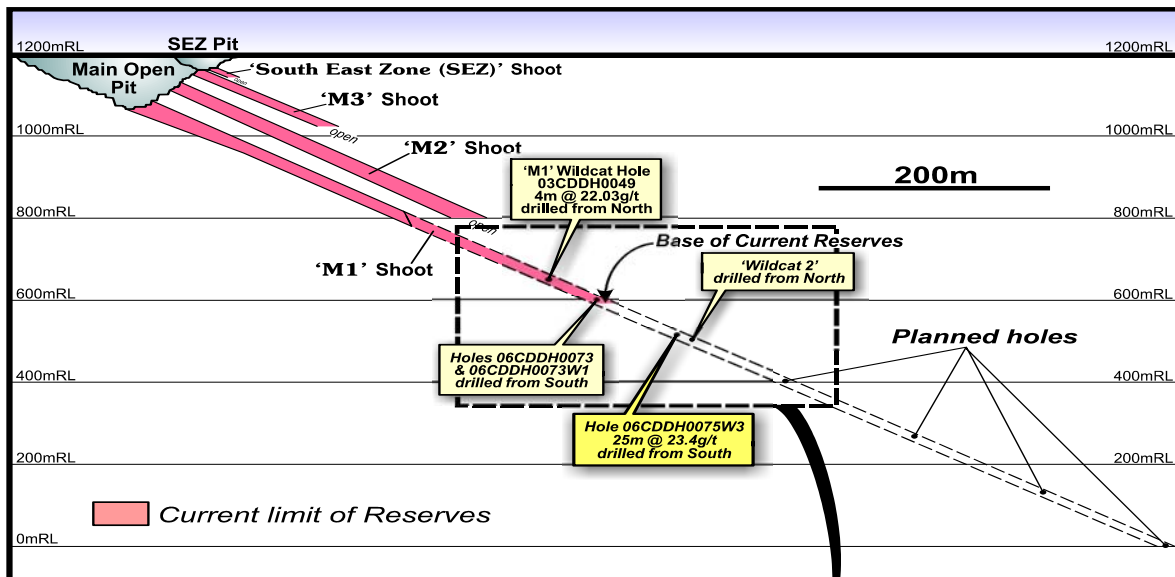 SEZ Pit
1200mRL
1200mRL
Main Open
Pit
'South East Zone (SEZ)' Shoot
open
'M3' Shoot
open
1000mRL
1000mRL
'M2' Shoot
'M1' Wildcat Hole
03CDDH0049
4m @ 22.03g/t
drilled from North
200m
800mRL
800mRL
open
Base of Current Reserves
'M1' Shoot
'Wildcat 2'
drilled from North
600mRL
600mRL
Planned holes
Holes 06CDDH0073
& 06CDDH0073W1
drilled from South
400mRL
400mRL
Hole 06CDDH0075W3
25m @ 23.4g/t
drilled from South
200mRL
200mRL
Current limit of Reserves
0mRL
0mRL